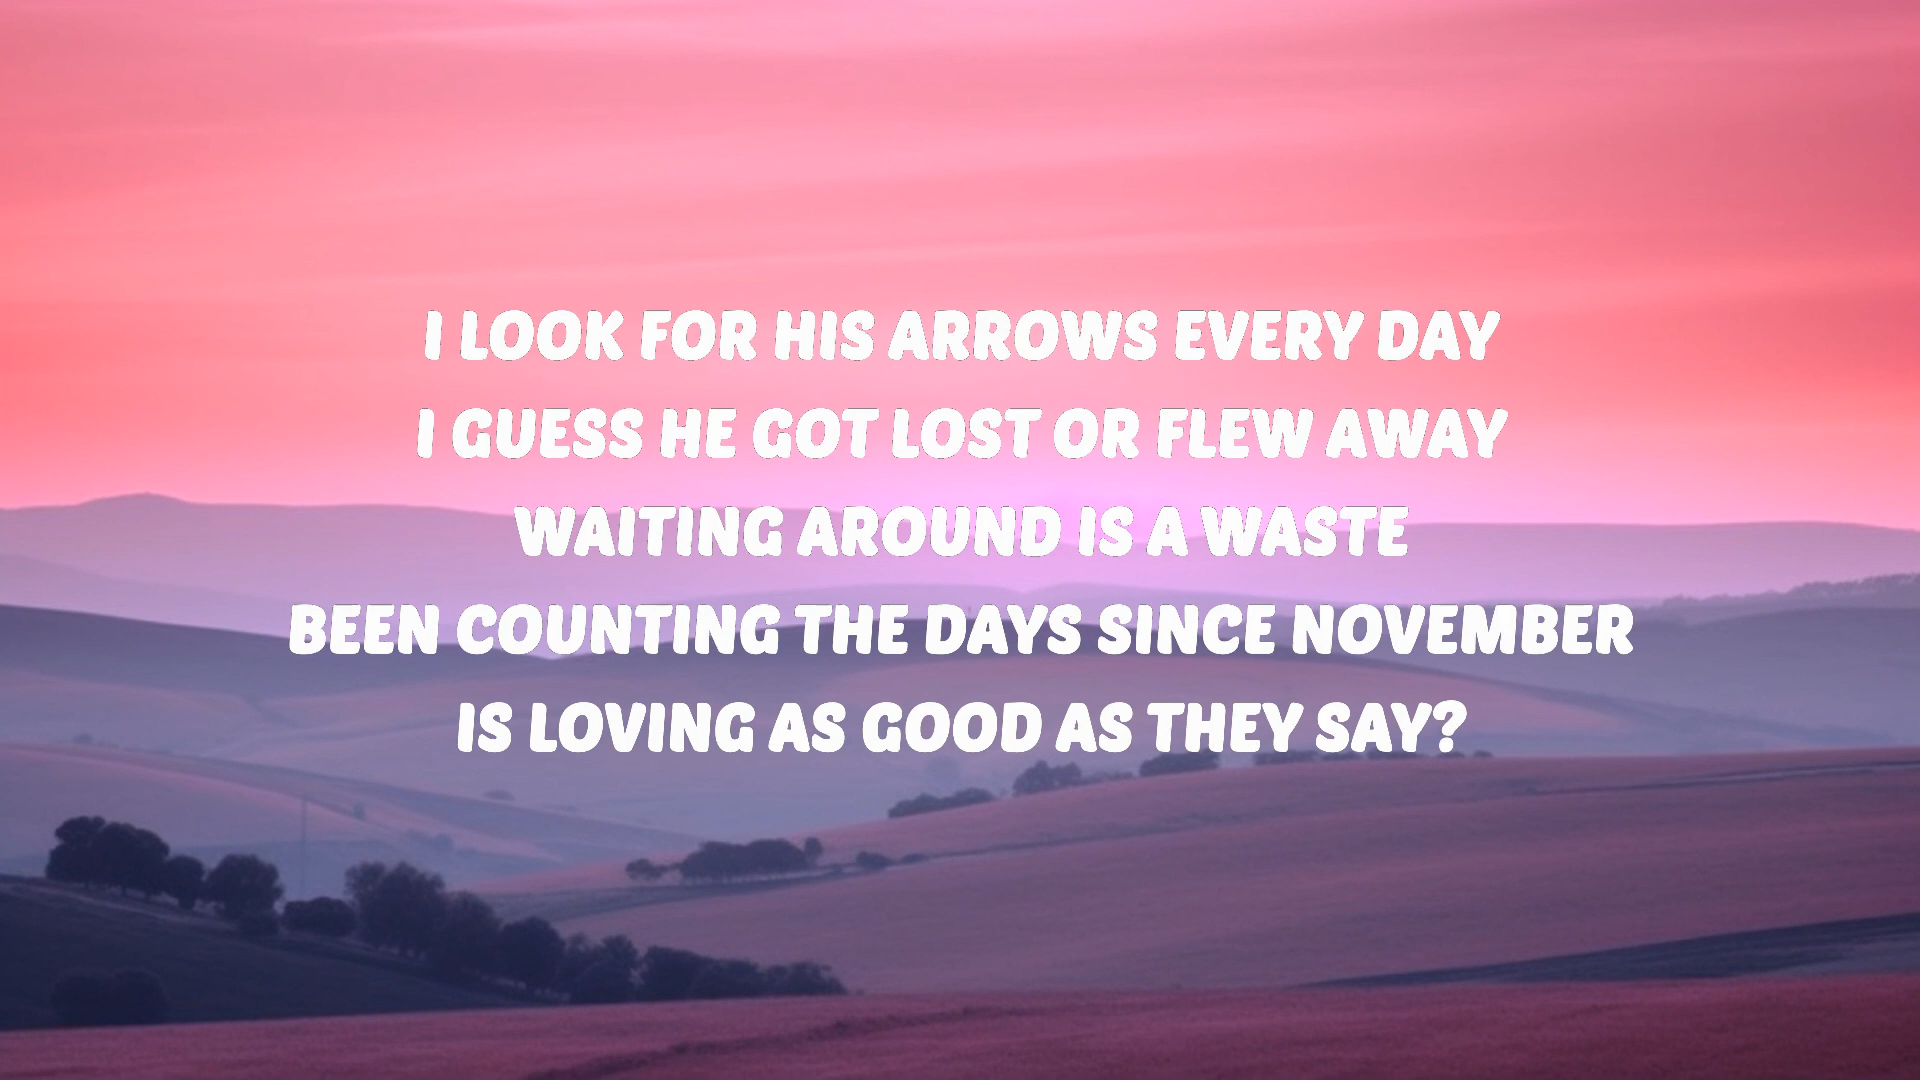 I LOOK FOR HIS ARROWS EVERY DAY
I GUESS HE GOT LOST OR FLEW AWAY
WAITING AROUND IS A WASTE
BEEN COUNTING THE DAYS SINCE NOVEMBER
IS LOVING AS GOOD AS THEY SAY?